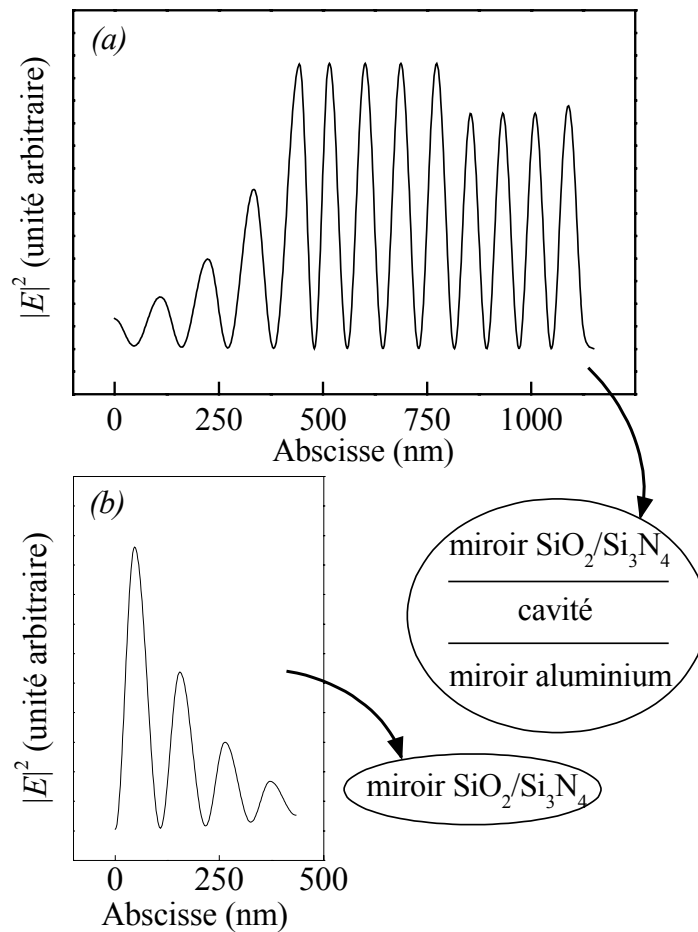 (a)
|E|² (unité arbitraire)
0 250 500 750 1000
Abscisse (nm)
miroir SiO₂/Si₃N₄
cavité
miroir aluminium
(b)
|E|² (unité arbitraire)
miroir SiO₂/Si₃N₄
0 250 500
Abscisse (nm)